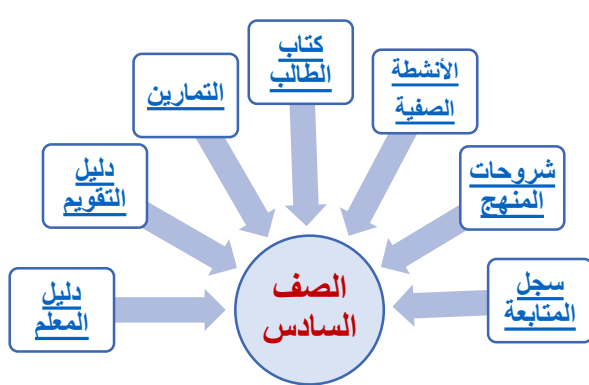 كتاب
الطالب
الأنشطة
الصفية
التمارين
شروحات
المنهج
دليل
التقويم
سجل
المتابعة
دليل
المعلم
الصف
السادس